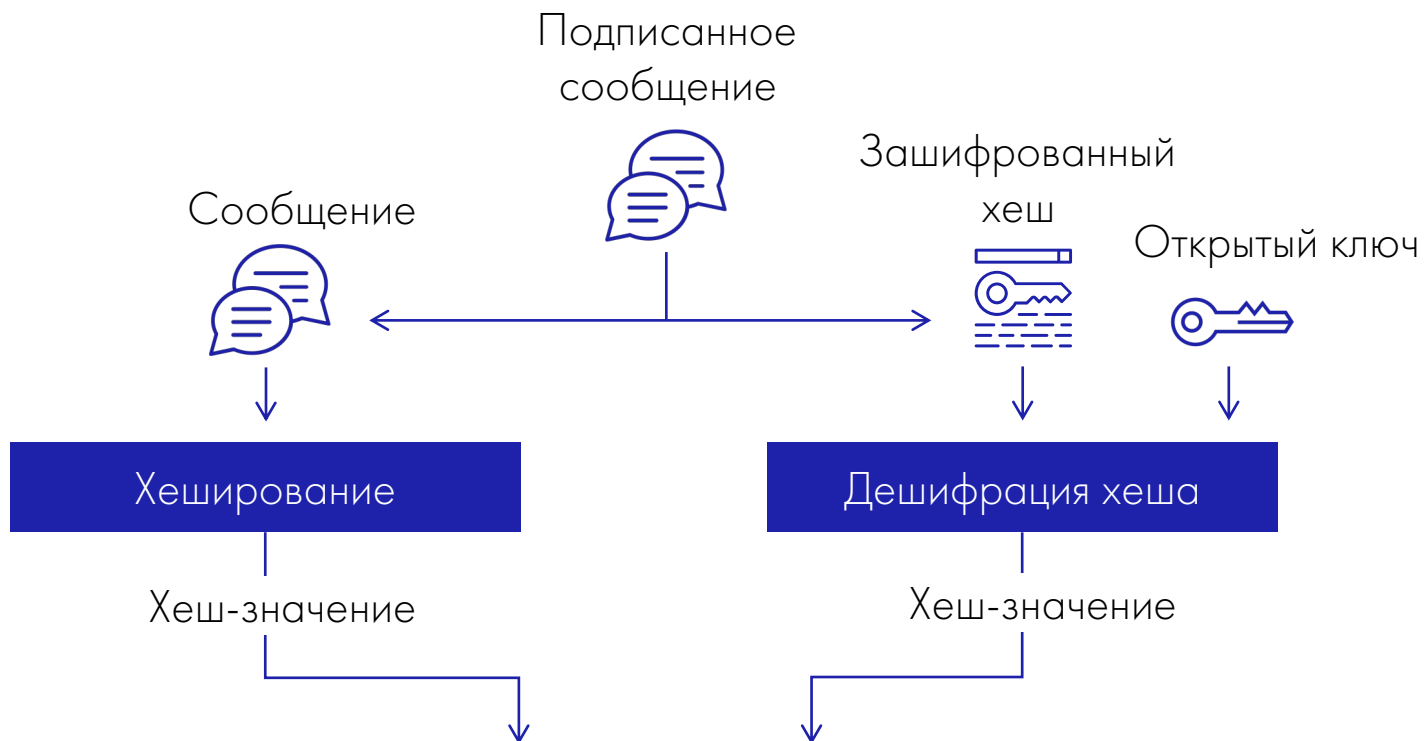 Подписанное
сообщение
Зашифрованный
хеш
Сообщение
Открытый ключ
Хеширование
Дешифрация хеша
Хеш-значение
Хеш-значение